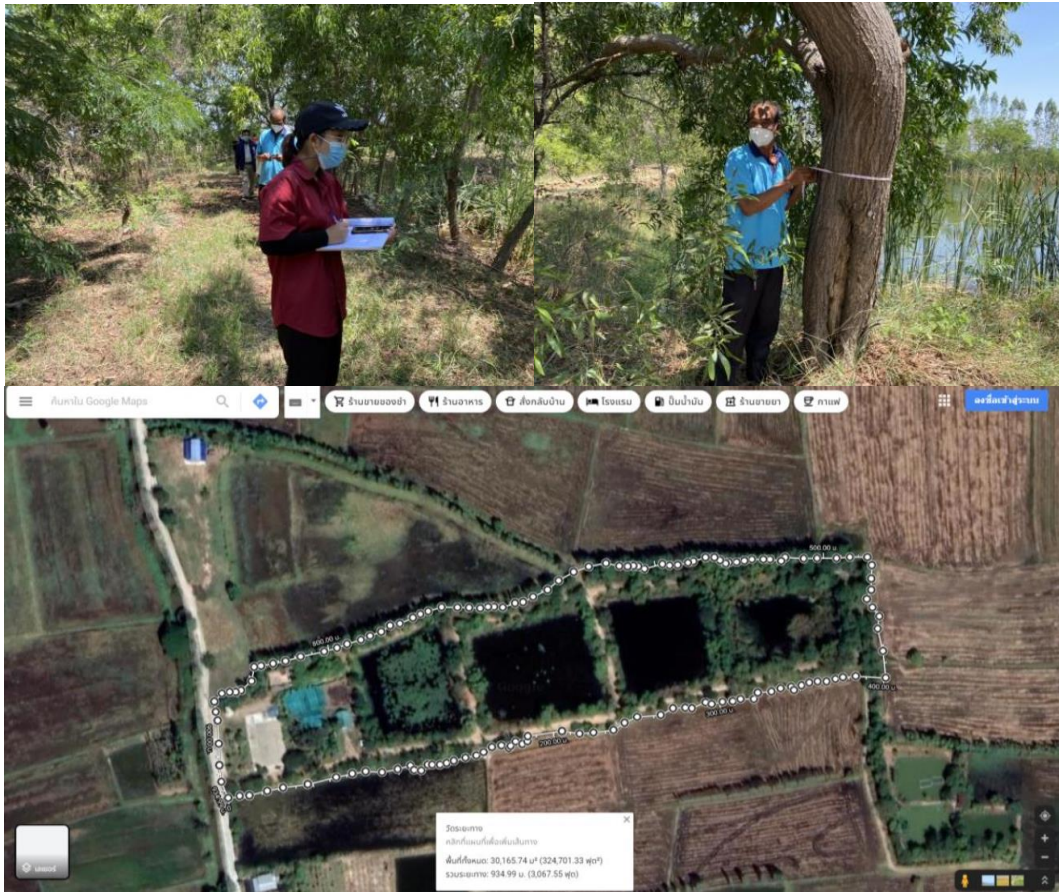 ค้นหาใน Google Maps
ร้านขายของชำ
ร้านอาหาร
สั่งกลับบ้าน
โรงแรม
ปั๊มน้ำมัน
ร้านขายยา
กาแฟ
ลงชื่อเข้าสู่ระบบ
500.00 ม.
600.00 ม.
400.00 ม.
300.00 ม.
200.00 ม.
Google
วัดระยะทาง
คลิกที่แผนที่เพื่อเพิ่มเส้นทาง
พื้นที่ทั้งหมด: 30,165.74 ม² (324,701.33 ฟุต²)
รวมระยะทาง: 934.99 ม. (3,067.55 ฟุต)
เลเยอร์